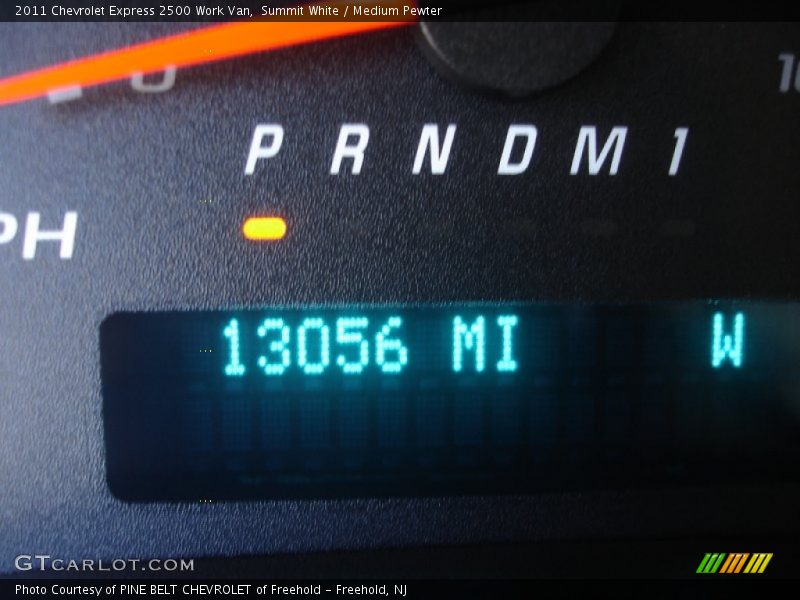 2011 Chevrolet Express 2500 Work Van, Summit White / Medium Pewter
P R N D M 1
PH
13056 MI W
GTCARLOT.COM
Photo Courtesy of PINE BELT CHEVROLET of Freehold - Freehold, NJ